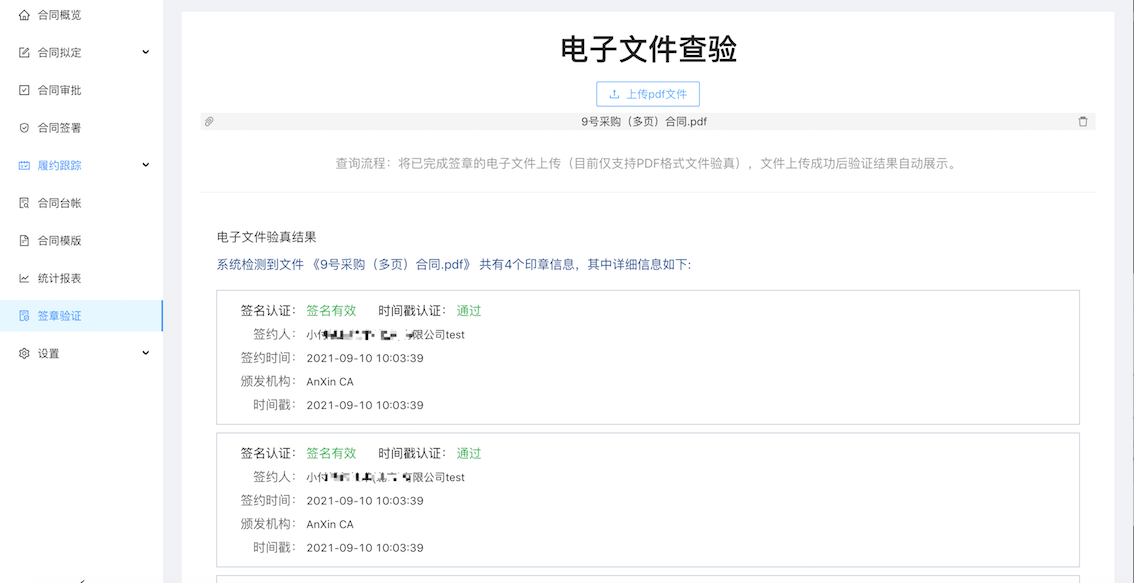 合同概览
合同拟定
合同审批
合同签署
履约跟踪
合同台帐
合同模版
统计报表
签章验证
设置
电子文件查验
上传pdf文件
9号采购（多页）合同.pdf
查询流程：将已完成签章的电子文件上传（目前仅支持PDF格式文件验真），文件上传成功后验证结果自动展示。
电子文件验真结果
系统检测到文件 《9号采购（多页）合同.pdf》 共有4个印章信息，其中详细信息如下:
签名认证： 签名有效 时间戳认证： 通过
签约人： 小付 限公司test
签约时间： 2021-09-10 10:03:39
颁发机构： AnXin CA
时间戳： 2021-09-10 10:03:39
签名认证： 签名有效 时间戳认证： 通过
签约人： 小付 有限公司test
签约时间： 2021-09-10 10:03:39
颁发机构： AnXin CA
时间戳： 2021-09-10 10:03:39